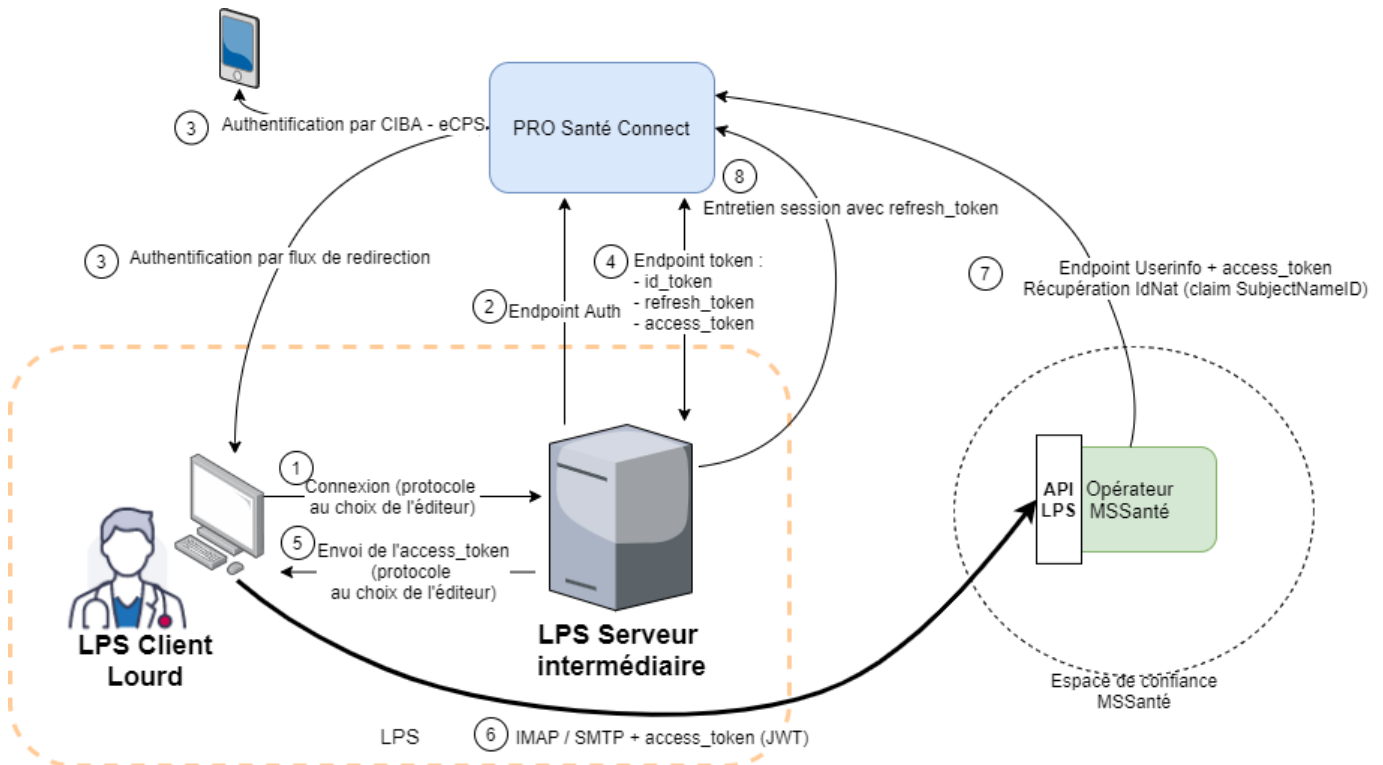 3
Authentification par CIBA - eCPS
PRO Santé Connect
8
Entretien session avec refresh_token
3
Authentification par flux de redirection
4
Endpoint token :
- id_token
- refresh_token
- access_token
2
Endpoint Auth
7
Endpoint Userinfo + access_token
Récupération IdNat (claim SubjectNameID)
1
Connexion (protocole
au choix de l'éditeur)
5
Envoi de l'access_token
(protocole
au choix de l'éditeur)
API
LPS
Opérateur
MSSanté
LPS Client
Lourd
LPS Serveur
intermédiaire
Espace de confiance
MSSanté
LPS
6
IMAP / SMTP + access_token (JWT)